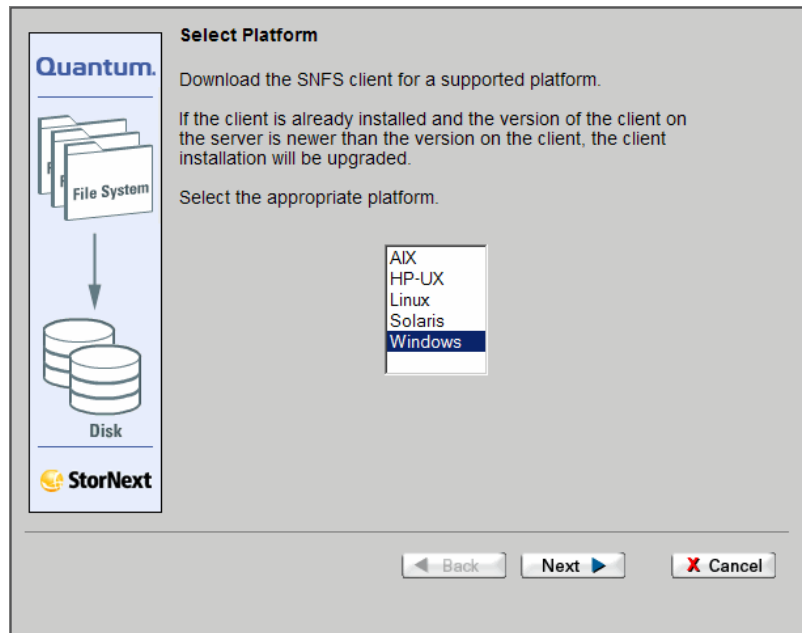 Select Platform
Quantum.
Download the SNFS client for a supported platform.
If the client is already installed and the version of the client on
the server is newer than the version on the client, the client
installation will be upgraded.
Select the appropriate platform.
File System
AIX
HP-UX
Linux
Solaris
Windows
Disk
StorNext
Back
Next
X Cancel